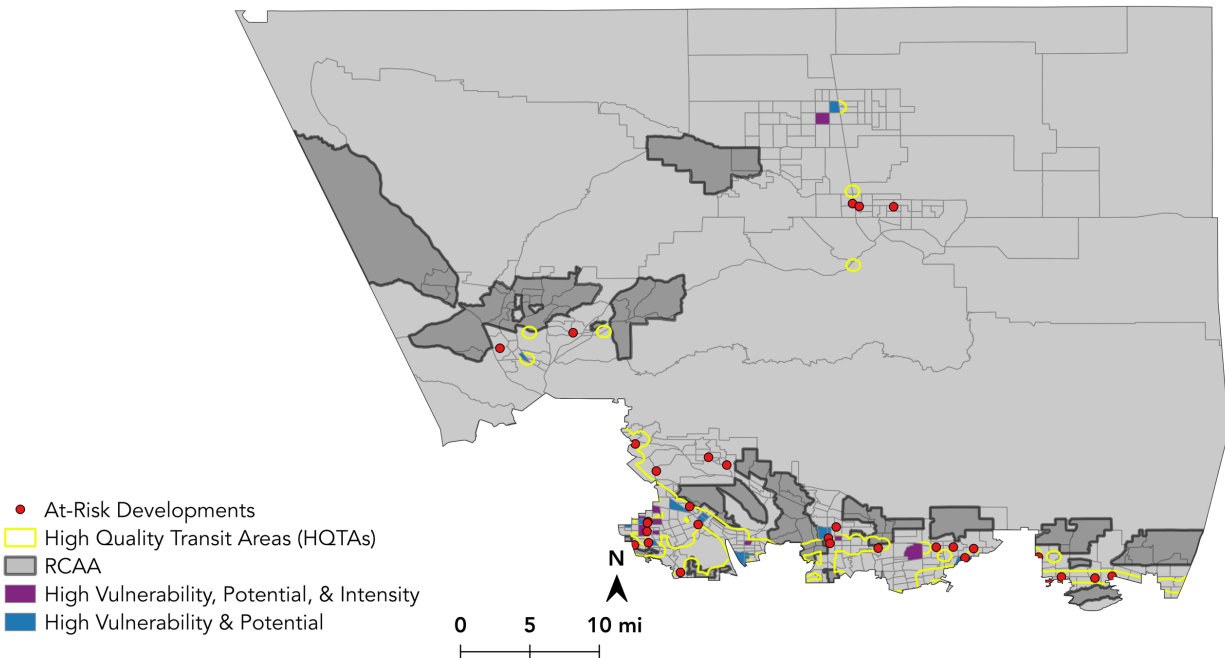 At-Risk Developments
High Quality Transit Areas (HQTAs)
RCAA
High Vulnerability, Potential, & Intensity
High Vulnerability & Potential
N
0 5 10 mi